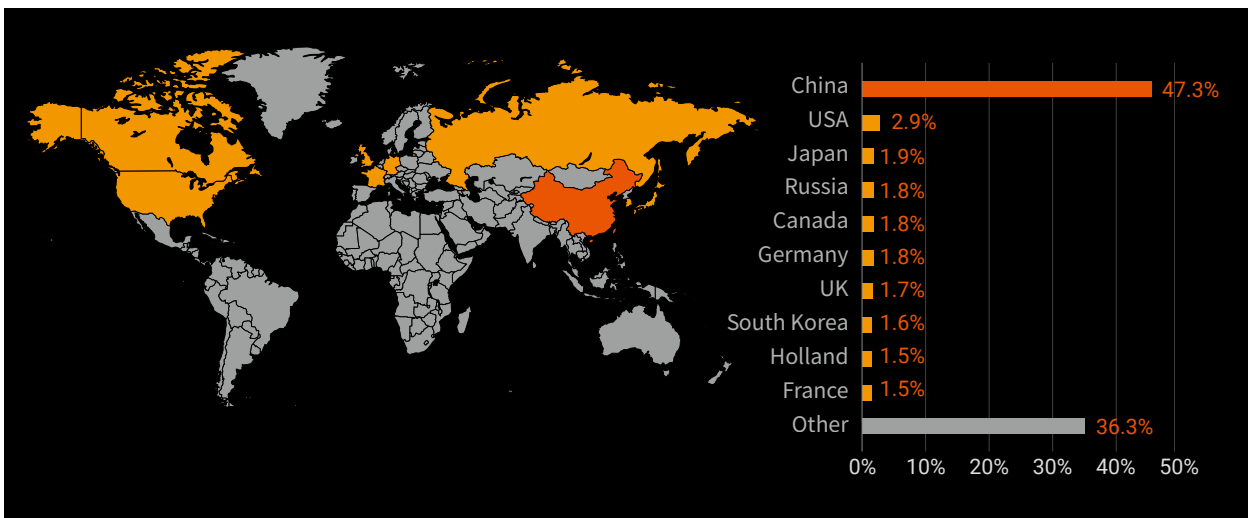 China 47.3%
USA 2.9%
Japan 1.9%
Russia 1.8%
Canada 1.8%
Germany 1.8%
UK 1.7%
South Korea 1.6%
Holland 1.5%
France 1.5%
Other 36.3%
0% 10% 20% 30% 40% 50%